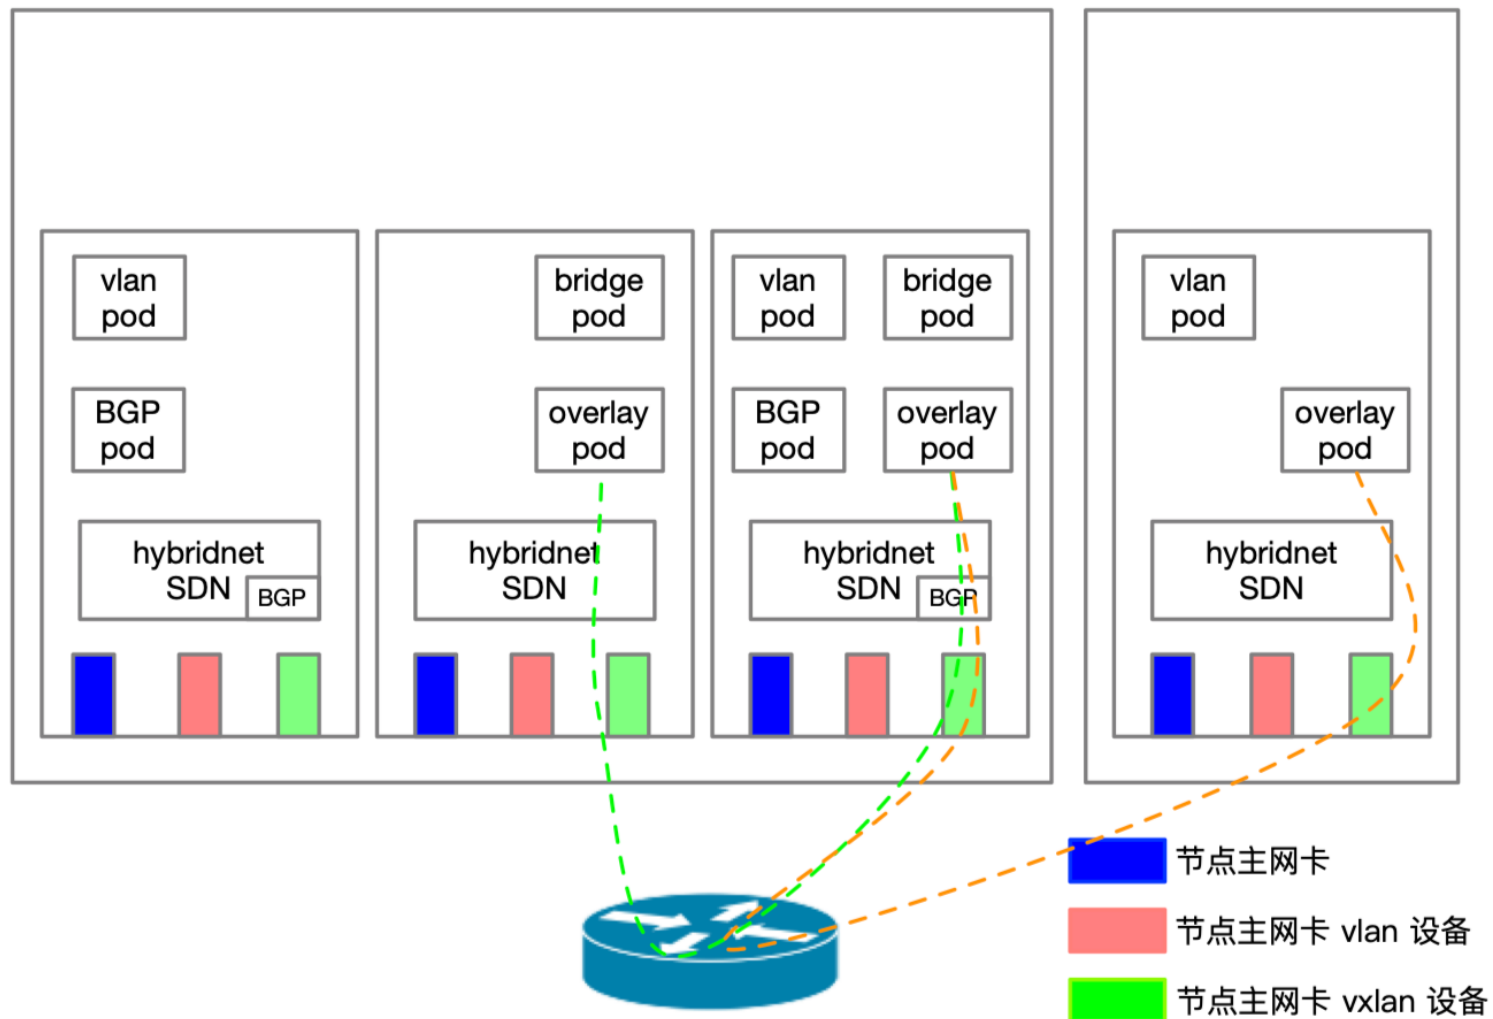 vlan
pod
bridge
pod
vlan
pod
bridge
pod
vlan
pod
BGP
pod
overlay
pod
BGP
pod
overlay
pod
overlay
pod
hybridnet
SDN
BGP
hybridnet
SDN
hybridnet
SDN
BGP
hybridnet
SDN
节点主网卡
节点主网卡 vlan 设备
节点主网卡 vxlan 设备